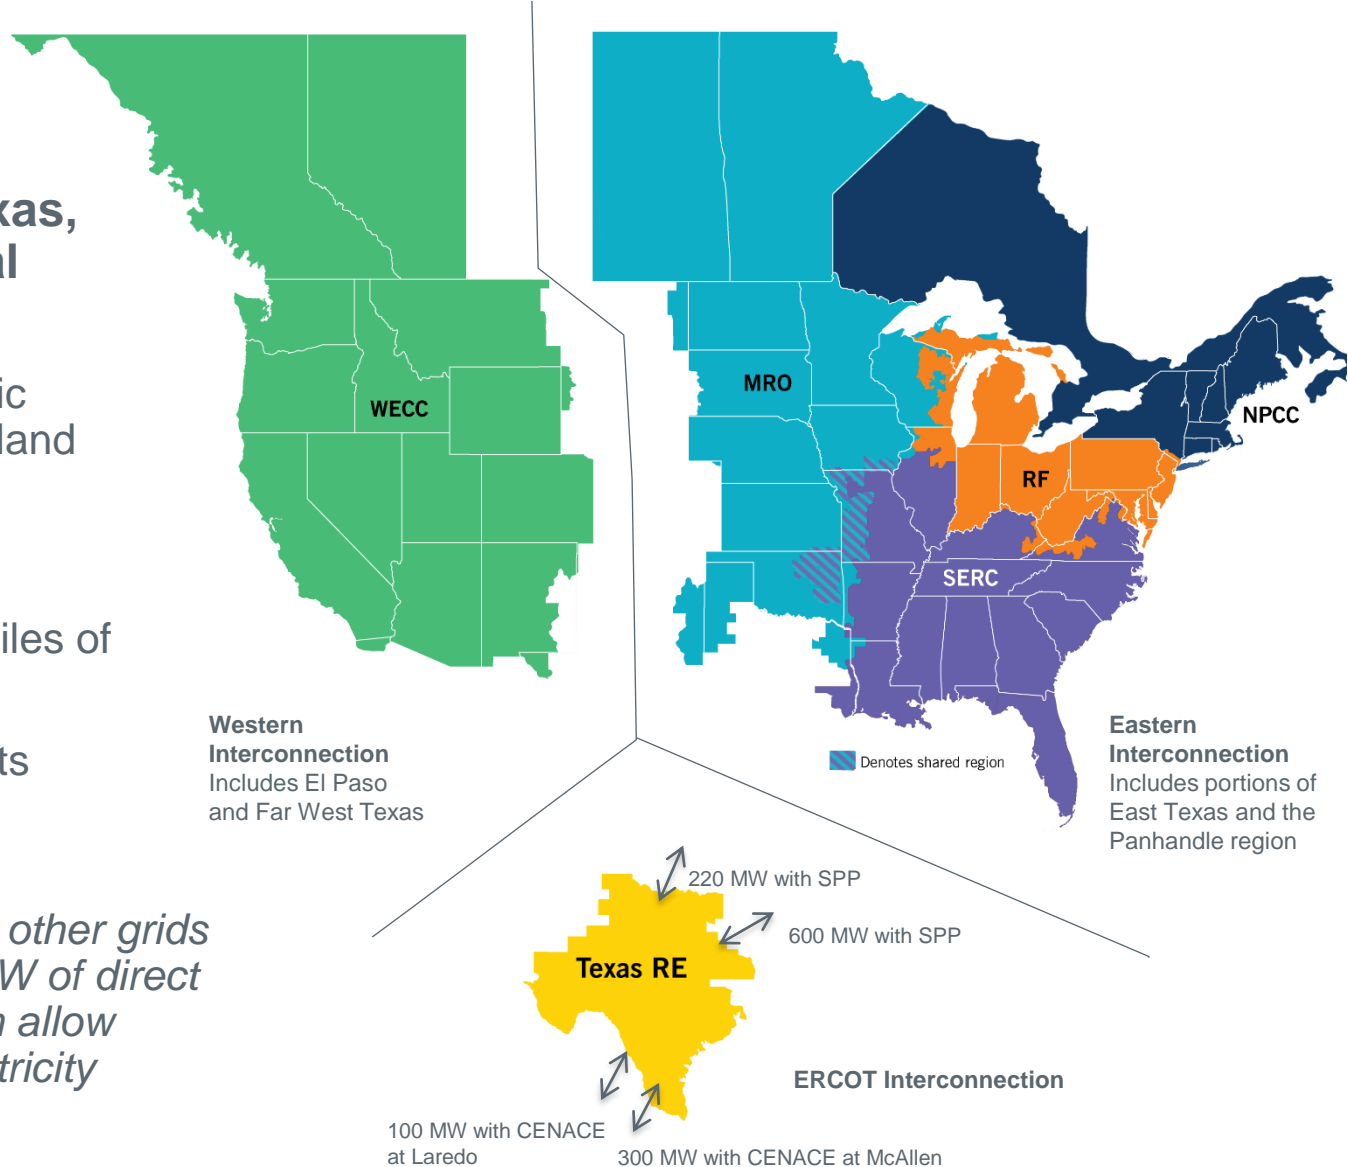 xas,
al
ic
land
iles of
ts
other grids
W of direct
allow
tricity
WECC
MRO
NPCC
RF
SERC
Western
Interconnection
Includes El Paso
and Far West Texas
Denotes shared region
Eastern
Interconnection
Includes portions of
East Texas and the
Panhandle region
220 MW with SPP
600 MW with SPP
Texas RE
ERCOT Interconnection
100 MW with CENACE
at Laredo
300 MW with CENACE at McAllen